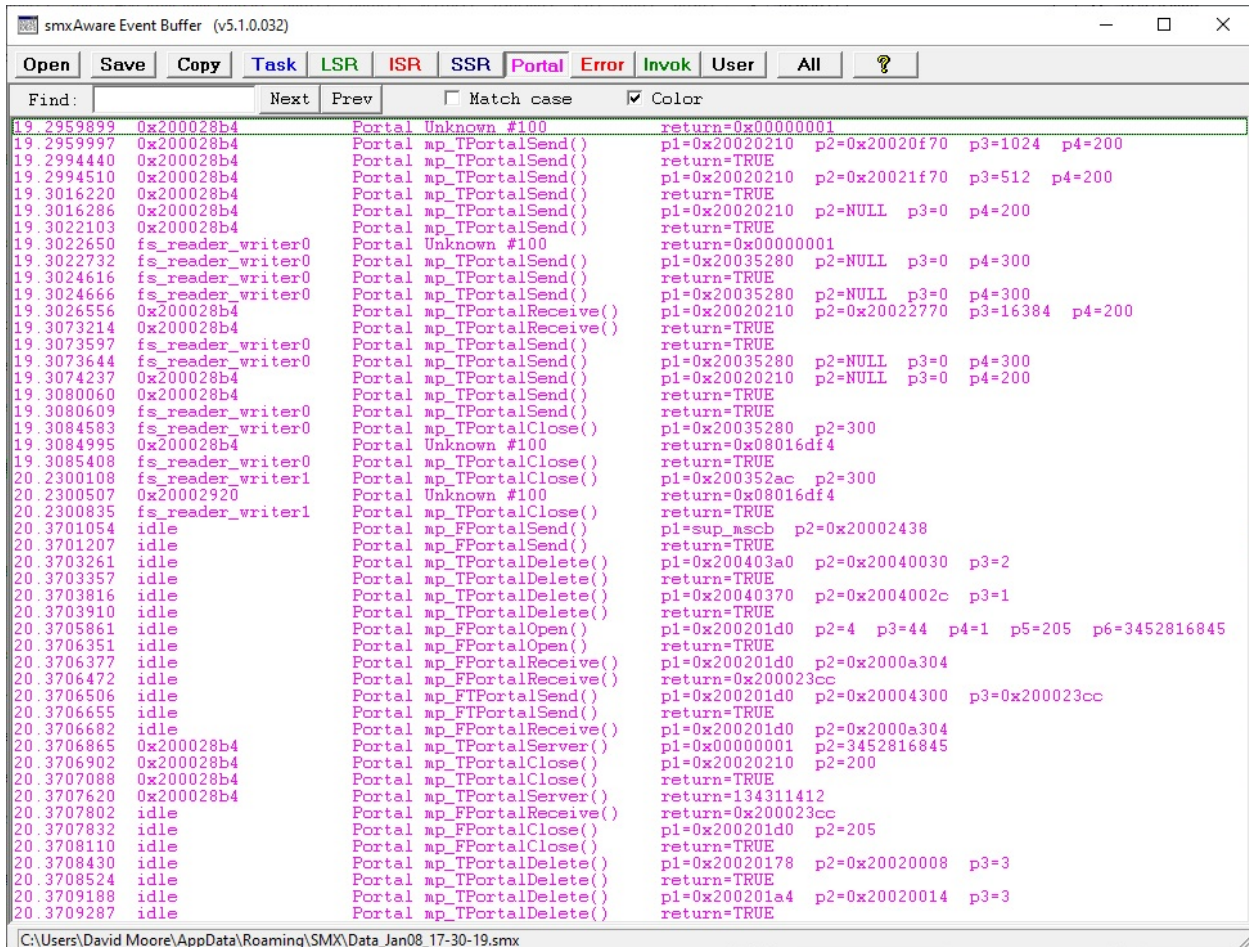 smxAware Event Buffer (v5.1.0.032)
Open Save Copy Task LSR ISR SSR Portal Error Invok User All ?
Find: Next Prev Match case Color
19.2959899 0x200028b4 Portal Unknown #100 return=0x00000001
19.2959997 0x200028b4 Portal mp_TPortalSend() p1=0x20020210 p2=0x20020f70 p3=1024 p4=200
19.2994440 0x200028b4 Portal mp_TPortalSend() return=TRUE
19.2994510 0x200028b4 Portal mp_TPortalSend() p1=0x20020210 p2=0x20021f70 p3=512 p4=200
19.3016220 0x200028b4 Portal mp_TPortalSend() return=TRUE
19.3016286 0x200028b4 Portal mp_TPortalSend() p1=0x20020210 p2=NULL p3=0 p4=200
19.3022103 0x200028b4 Portal mp_TPortalSend() return=TRUE
19.3022650 fs_reader_writer0 Portal Unknown #100 return=0x00000001
19.3022732 fs_reader_writer0 Portal mp_TPortalSend() p1=0x20035280 p2=NULL p3=0 p4=300
19.3024616 fs_reader_writer0 Portal mp_TPortalSend() return=TRUE
19.3024666 fs_reader_writer0 Portal mp_TPortalSend() p1=0x20035280 p2=NULL p3=0 p4=300
19.3026556 0x200028b4 Portal mp_TPortalReceive() p1=0x20020210 p2=0x20022770 p3=16384 p4=200
19.3073214 0x200028b4 Portal mp_TPortalReceive() return=TRUE
19.3073597 fs_reader_writer0 Portal mp_TPortalSend() return=TRUE
19.3073644 fs_reader_writer0 Portal mp_TPortalSend() p1=0x20035280 p2=NULL p3=0 p4=300
19.3074237 0x200028b4 Portal mp_TPortalSend() p1=0x20020210 p2=NULL p3=0 p4=200
19.3080060 0x200028b4 Portal mp_TPortalSend() return=TRUE
19.3080609 fs_reader_writer0 Portal mp_TPortalSend() return=TRUE
19.3084583 fs_reader_writer0 Portal mp_TPortalClose() p1=0x20035280 p2=300
19.3084995 0x200028b4 Portal Unknown #100 return=0x08016df4
19.3085408 fs_reader_writer0 Portal mp_TPortalClose() return=TRUE
20.2300108 fs_reader_writer1 Portal mp_TPortalClose() p1=0x200352ac p2=300
20.2300507 0x20002920 Portal Unknown #100 return=0x08016df4
20.2300835 fs_reader_writer1 Portal mp_TPortalClose() return=TRUE
20.3701054 idle Portal mp_FPortalSend() p1=sup_mscb p2=0x20002438
20.3701207 idle Portal mp_FPortalSend() return=TRUE
20.3703261 idle Portal mp_TPortalDelete() p1=0x200403a0 p2=0x20040030 p3=2
20.3703357 idle Portal mp_TPortalDelete() return=TRUE
20.3703816 idle Portal mp_TPortalDelete() p1=0x20040370 p2=0x2004002c p3=1
20.3703910 idle Portal mp_TPortalDelete() return=TRUE
20.3705861 idle Portal mp_FPortalOpen() p1=0x200201d0 p2=4 p3=44 p4=1 p5=205 p6=3452816845
20.3706351 idle Portal mp_FPortalOpen() return=TRUE
20.3706377 idle Portal mp_FPortalReceive() p1=0x200201d0 p2=0x2000a304
20.3706472 idle Portal mp_FPortalReceive() return=0x200023cc
20.3706506 idle Portal mp_FTPortalSend() p1=0x200201d0 p2=0x20004300 p3=0x200023cc
20.3706655 idle Portal mp_FTPortalSend() return=TRUE
20.3706682 idle Portal mp_FPortalReceive() p1=0x200201d0 p2=0x2000a304
20.3706865 0x200028b4 Portal mp_TPortalServer() p1=0x00000001 p2=3452816845
20.3706902 0x200028b4 Portal mp_TPortalClose() p1=0x20020210 p2=200
20.3707088 0x200028b4 Portal mp_TPortalClose() return=TRUE
20.3707620 0x200028b4 Portal mp_TPortalServer() return=134311412
20.3707802 idle Portal mp_FPortalReceive() return=0x200023cc
20.3707832 idle Portal mp_FPortalClose() p1=0x200201d0 p2=205
20.3708110 idle Portal mp_FPortalClose() return=TRUE
20.3708430 idle Portal mp_TPortalDelete() p1=0x20020178 p2=0x20020008 p3=3
20.3708524 idle Portal mp_TPortalDelete() return=TRUE
20.3709188 idle Portal mp_TPortalDelete() p1=0x200201a4 p2=0x20020014 p3=3
20.3709287 idle Portal mp_TPortalDelete() return=TRUE
C:\Users\David Moore\AppData\Roaming\SMX\Data_Jan08_17-30-19.smx